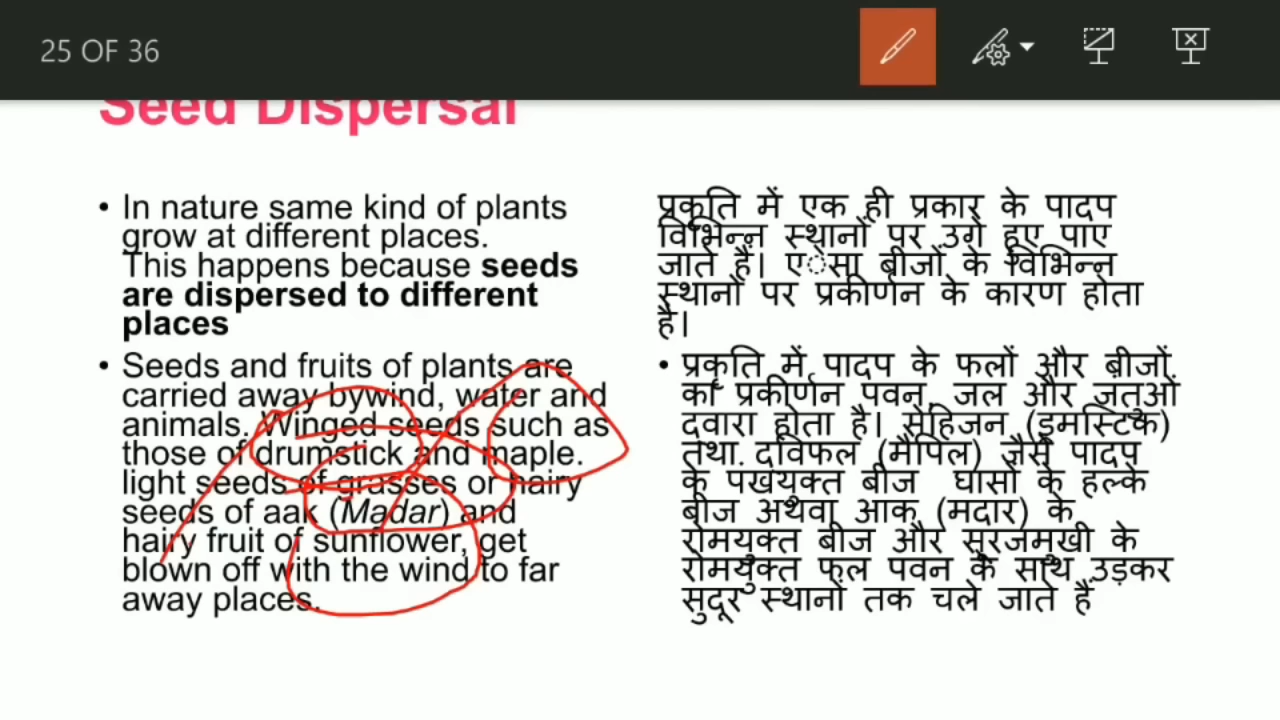 25 OF 36
Seed Dispersal
• In nature same kind of plants
grow at different places.
This happens because seeds
are dispersed to different
places
• Seeds and fruits of plants are
carried away bywind, water and
animals. Winged seeds such as
those of drumstick and maple.
light seeds of grasses or hairy
seeds of aak (Madar) and
hairy fruit of sunflower, get
blown off with the wind to far
away places.
प्रकृति में एक ही प्रकार के पादप
विभिन्न स्थानों पर उगे हुए पाए
जाते हैं। एेसा बीजों के विभिन्न
स्थानों पर प्रकीर्णन के कारण होता
है।
• प्रकृति में पादप के फलों और बीजों
का प्रकीर्णन पवन, जल और जंतुओं
दवारा होता है। सहिजन (ड्रमस्टिक)
तथा. दविफल (मैपिल) जैसे पादप
के पंखयुक्त बीज घासों के हल्के
बीज अथवा आक (मदार) के
रोमयुक्त बीज और सूरजमुखी के
रोमयुक्त फल पवन के साथ उड़कर
सुदूर स्थानों तक चले जाते है